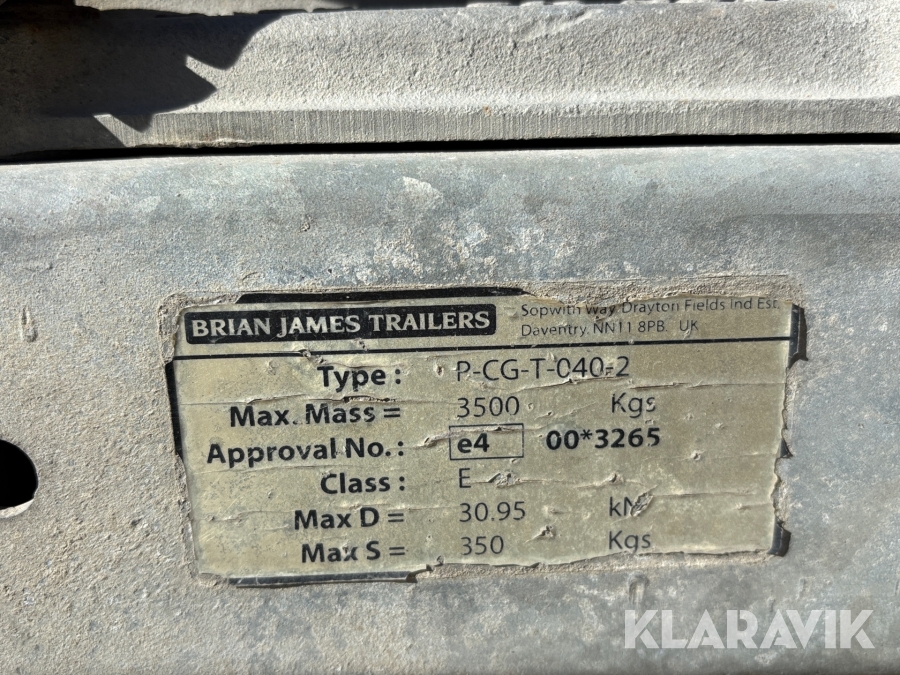 BRIAN JAMES TRAILERS
Sopwith Way Drayton Fields Ind Est.
Daventry. NN11 8PB. UK
Type : P-CG-T-040-2
Max. Mass = 3500 Kgs
Approval No. : e4 00*3265
Class : E
Max D = 30.95 kN
Max S = 350 Kgs
KLARAVIK